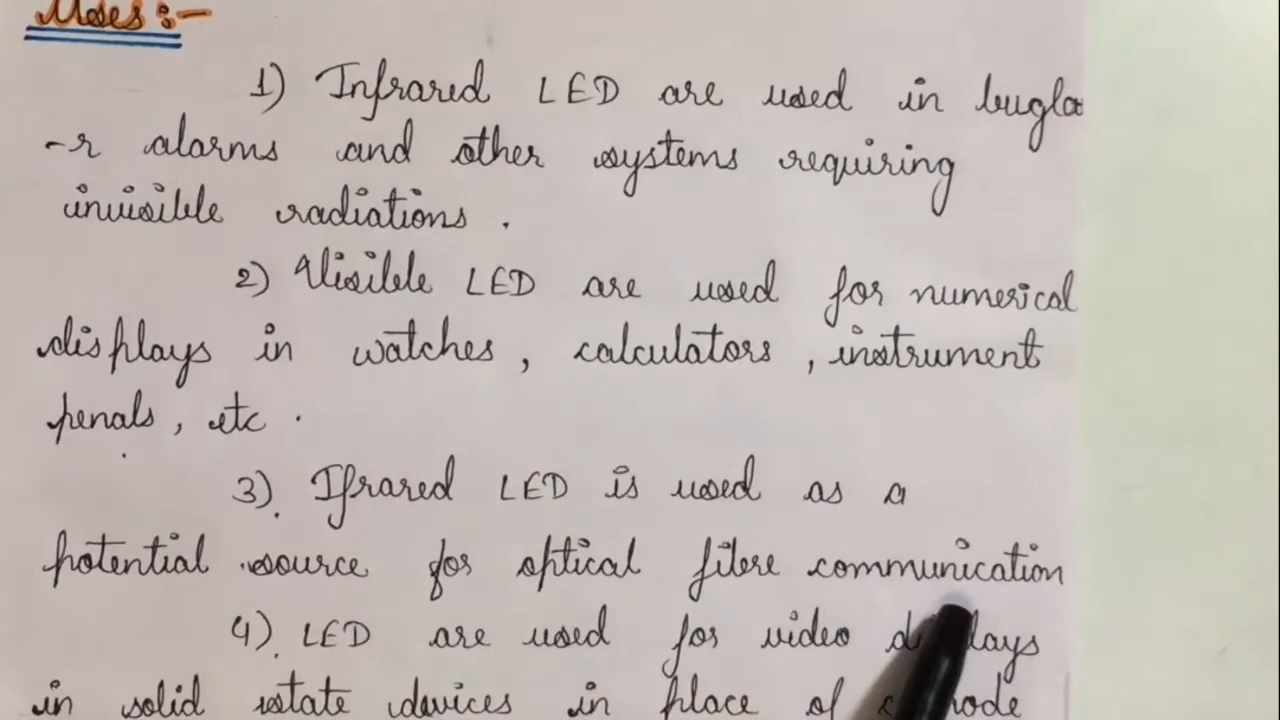 Uses :-
1) Infrared LED are used in bugla
-r alarms and other systems requiring
invisible radiations .
2) Visible LED are used for numerical
displays in watches , calculators , instrument
penals , etc .
3). Ifrared LED is used as a
potential source for optical fibre communication
4). LED are used for video
in solid state devices in place of